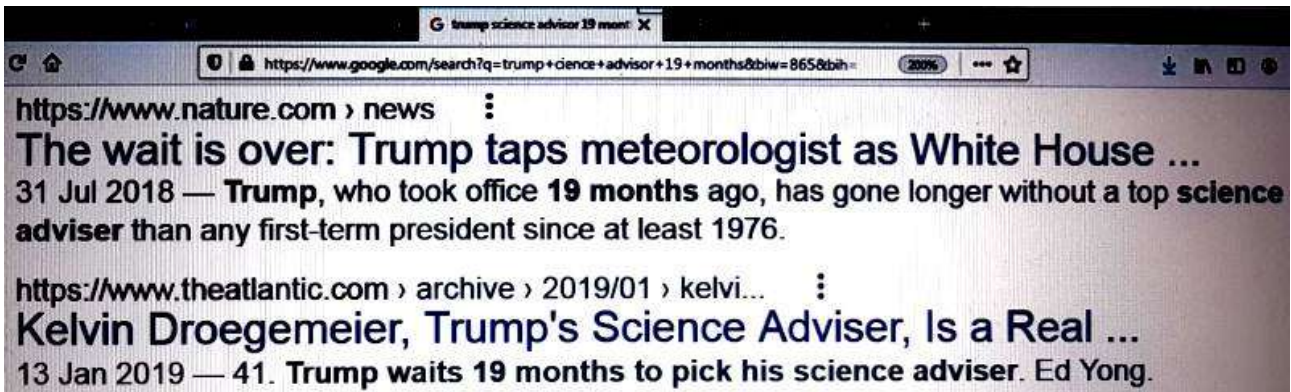 G trump science advisor 19 mont X
https://www.google.com/search?q=trump+cience+advisor+19+months&biw=865&bih= 200%
https://www.nature.com › news
The wait is over: Trump taps meteorologist as White House ...
31 Jul 2018 — Trump, who took office 19 months ago, has gone longer without a top science
adviser than any first-term president since at least 1976.
https://www.theatlantic.com › archive › 2019/01 › kelvi...
Kelvin Droegemeier, Trump's Science Adviser, Is a Real ...
13 Jan 2019 — 41. Trump waits 19 months to pick his science adviser. Ed Yong.